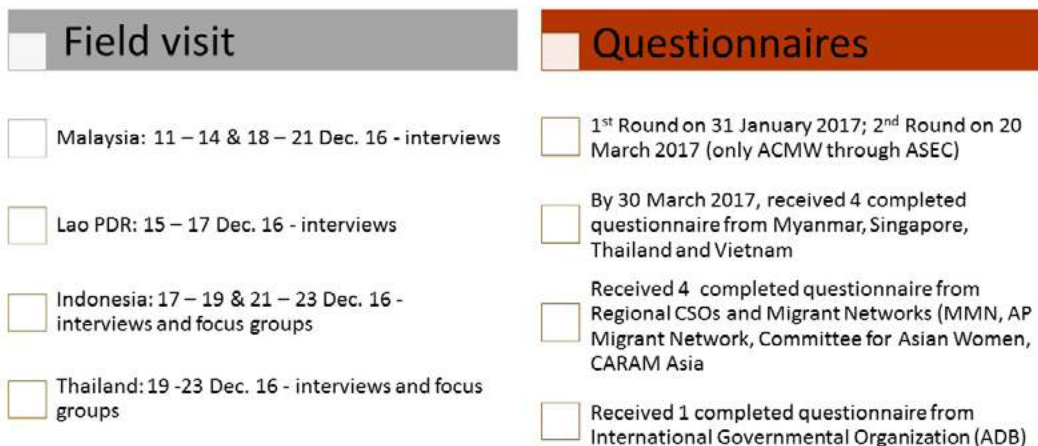 Field visit
Malaysia: 11 – 14 & 18 – 21 Dec. 16 - interviews
Lao PDR: 15 – 17 Dec. 16 - interviews
Indonesia: 17 – 19 & 21 – 23 Dec. 16 -
interviews and focus groups
Thailand: 19 -23 Dec. 16 - interviews and focus
groups
Questionnaires
1st Round on 31 January 2017; 2nd Round on 20
March 2017 (only ACMW through ASEC)
By 30 March 2017, received 4 completed
questionnaire from Myanmar, Singapore,
Thailand and Vietnam
Received 4 completed questionnaire from
Regional CSOs and Migrant Networks (MMN, AP
Migrant Network, Committee for Asian Women,
CARAM Asia
Received 1 completed questionnaire from
International Governmental Organization (ADB)